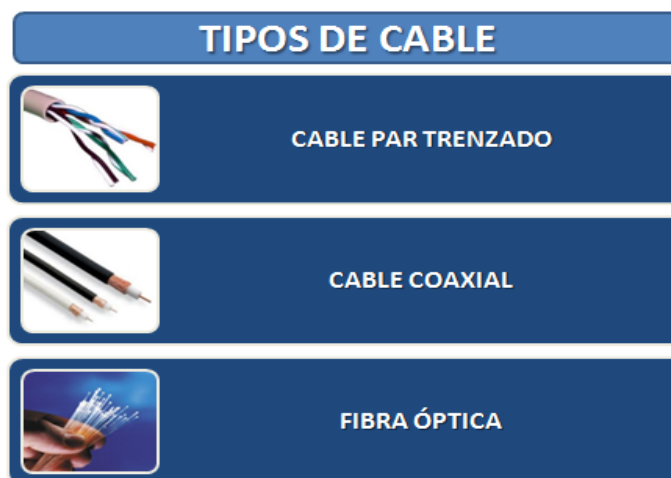 TIPOS DE CABLE
CABLE PAR TRENZADO
CABLE COAXIAL
FIBRA ÓPTICA